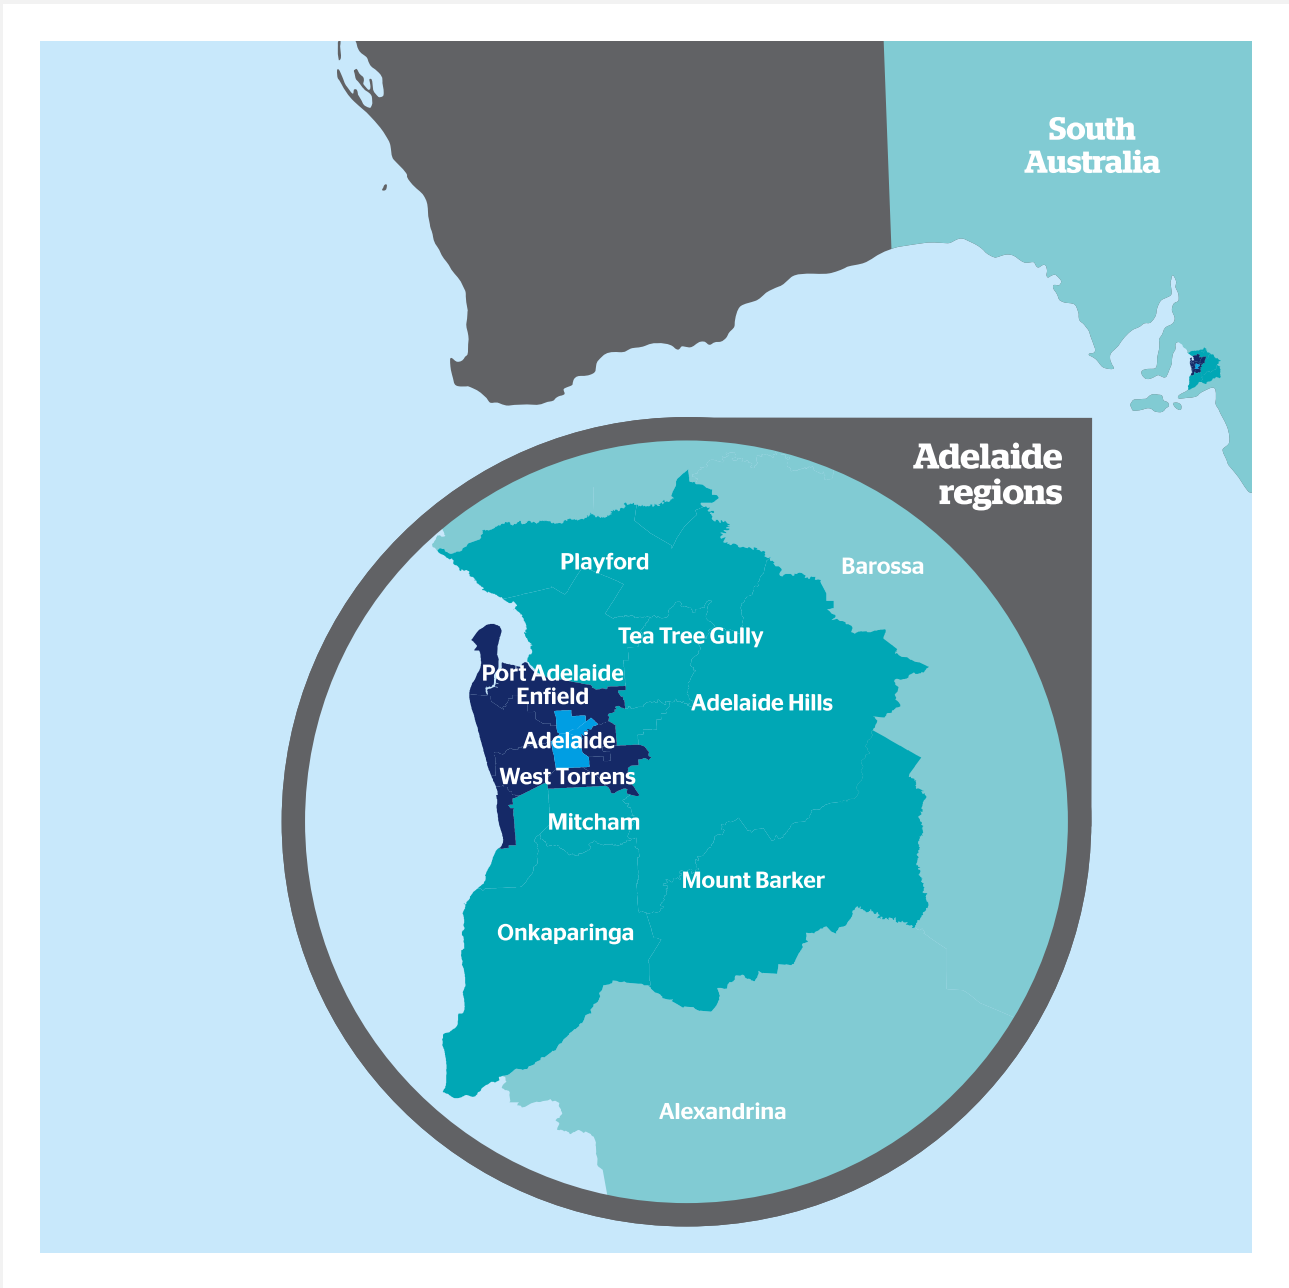 South
Australia
Adelaide
regions
Playford
Barossa
Tea Tree Gully
Port Adelaide
Enfield
Adelaide Hills
Adelaide
West Torrens
Mitcham
Mount Barker
Onkaparinga
Alexandrina